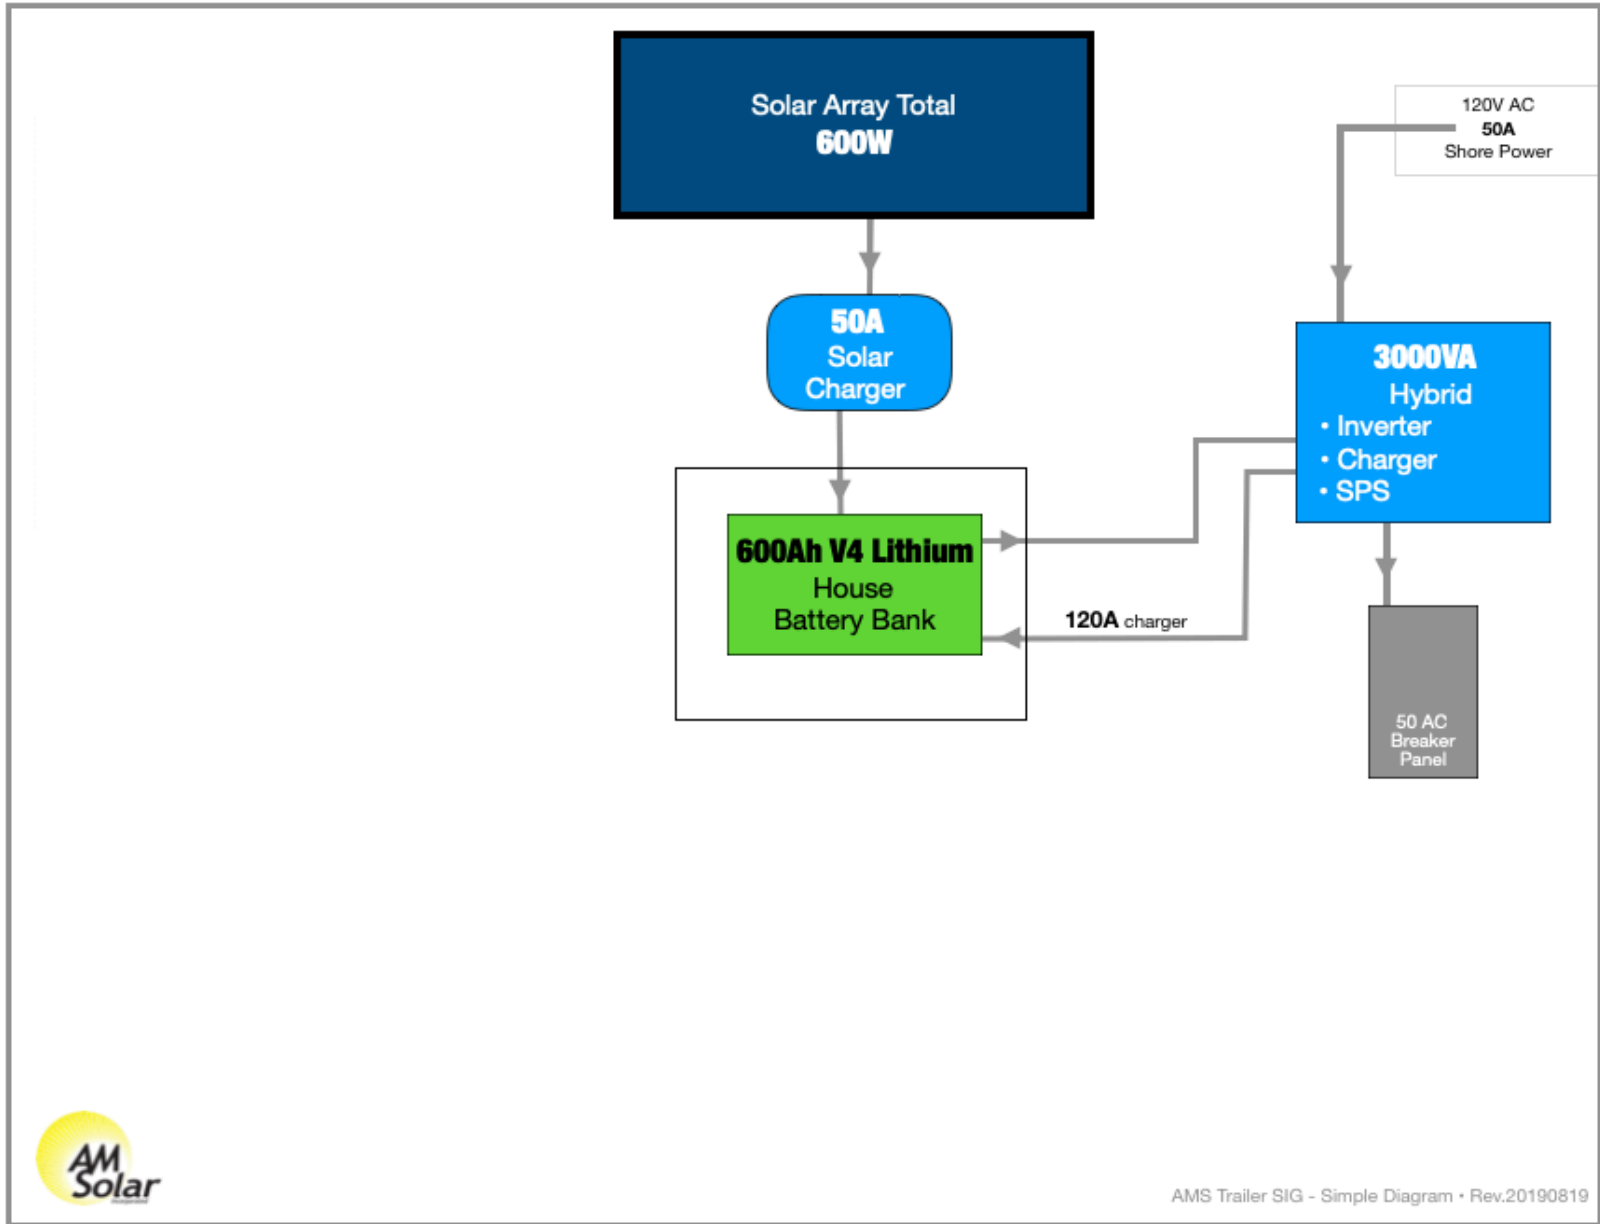 Solar Array Total
600W
120V AC
50A
Shore Power
50A
Solar
Charger
3000VA
Hybrid
• Inverter
• Charger
• SPS
600Ah V4 Lithium
House
Battery Bank
120A charger
50 AC
Breaker
Panel
AM
Solar
AMS Trailer SIG - Simple Diagram • Rev.20190819